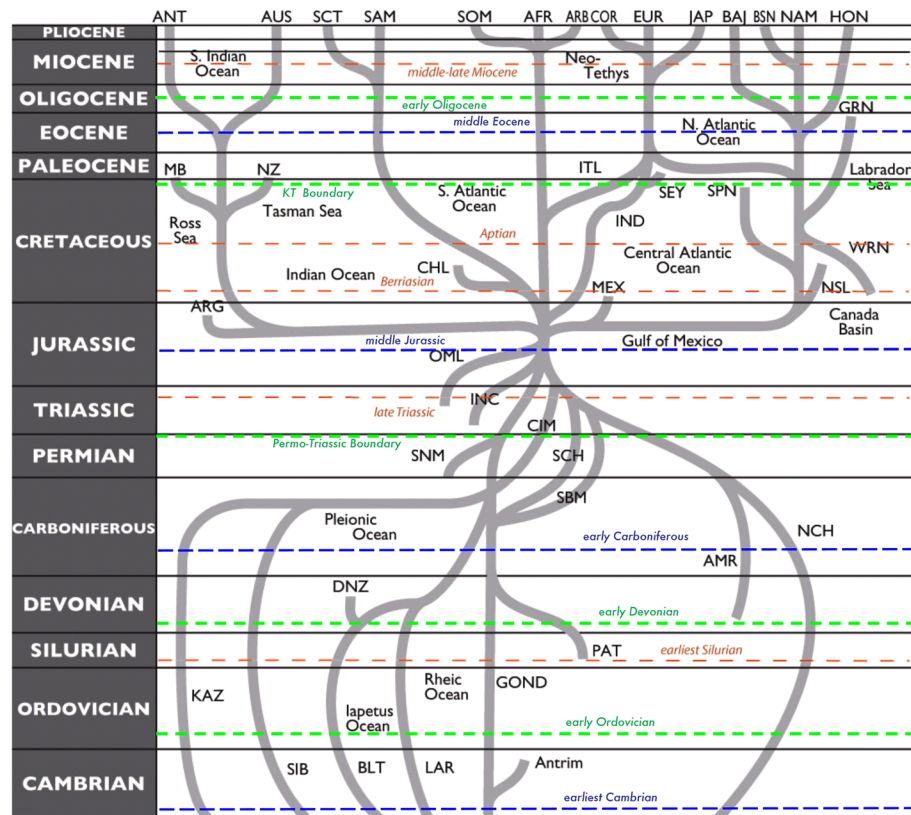 ANT AUS SCT SAM SOM AFR ARB COR EUR JAP BAJ BSN NAM HON
PLIOCENE
MIOCENE
S. Indian
Ocean
middle-late Miocene
Neo-
Tethys
OLIGOCENE
early Oligocene
GRN
EOCENE
middle Eocene
N. Atlantic
Ocean
PALEOCENE
MB
NZ
ITL
Labrador
Sea
KT Boundary
S. Atlantic
Ocean
SEY
SPN
CRETACEOUS
Tasman Sea
Ross
Sea
IND
Aptian
Central Atlantic
Ocean
WRN
Indian Ocean
CHL
Berriasian
MEX
NSL
ARG
Canada
Basin
JURASSIC
middle Jurassic
Gulf of Mexico
OML
TRIASSIC
INC
late Triassic
CIM
Permo-Triassic Boundary
PERMIAN
SNM
SCH
SBM
CARBONIFEROUS
Pleionic
Ocean
early Carboniferous
NCH
AMR
DEVONIAN
DNZ
early Devonian
SILURIAN
PAT
earliest Silurian
ORDOVICIAN
KAZ
Rheic
Ocean
GOND
Iapetus
Ocean
early Ordovician
CAMBRIAN
SIB
BLT
LAR
Antrim
earliest Cambrian